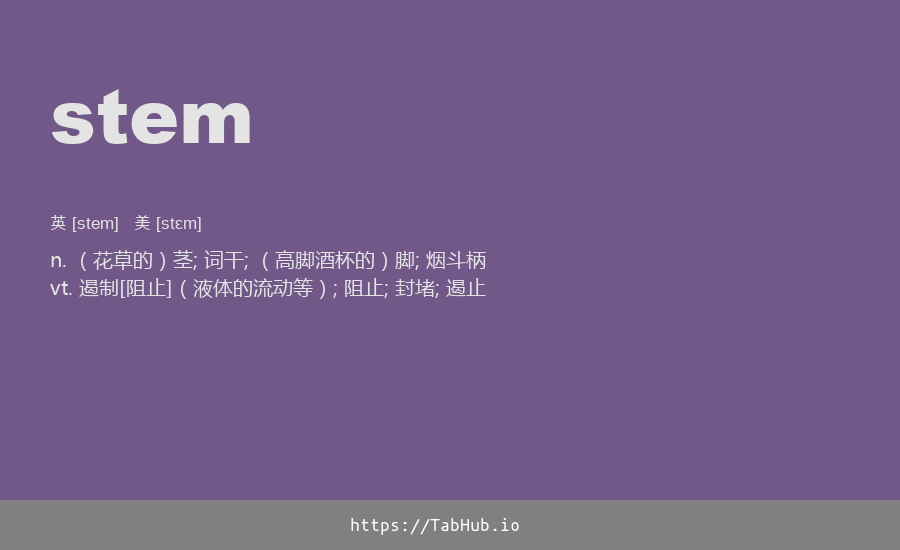 stem
英 [stem] 美 [stɛm]
n. （花草的）茎; 词干; （高脚酒杯的）脚; 烟斗柄
vt. 遏制[阻止]（液体的流动等）; 阻止; 封堵; 遏止
https://TabHub.io